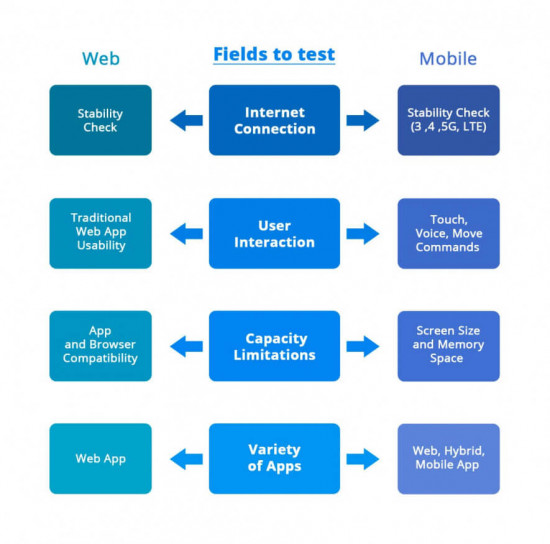 Web
Fields to test
Mobile
Stability
Check
Internet
Connection
Stability Check
(3 ,4 ,5G, LTE)
Traditional
Web App
Usability
User
Interaction
Touch,
Voice, Move
Commands
App
and Browser
Compatibility
Capacity
Limitations
Screen Size
and Memory
Space
Web App
Variety
of Apps
Web, Hybrid,
Mobile App